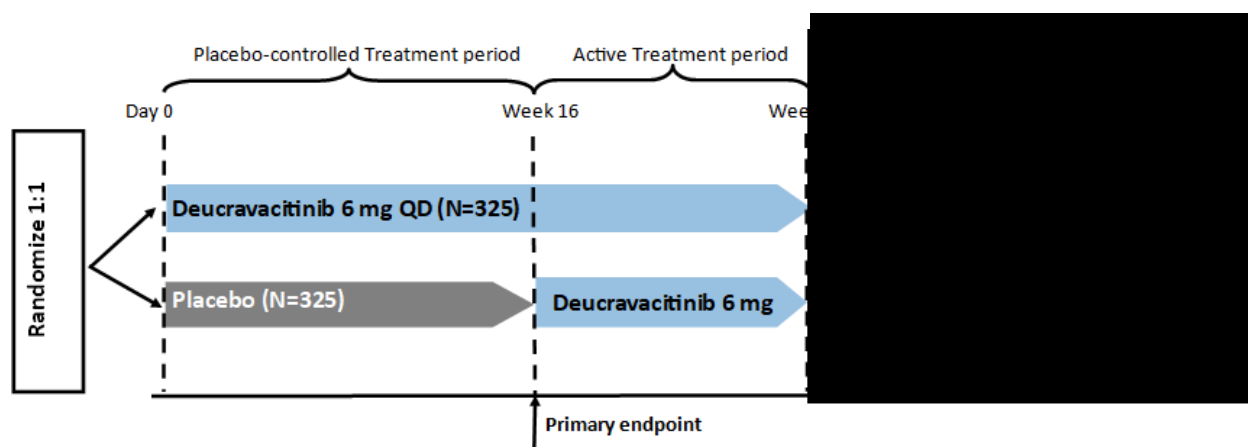 Placebo-controlled Treatment period
Active Treatment period
Day 0
Week 16
Randomize 1:1
Deucravacitinib 6 mg QD (N=325)
Placebo (N=325)
Deucravacitinib 6 mg
Primary endpoint